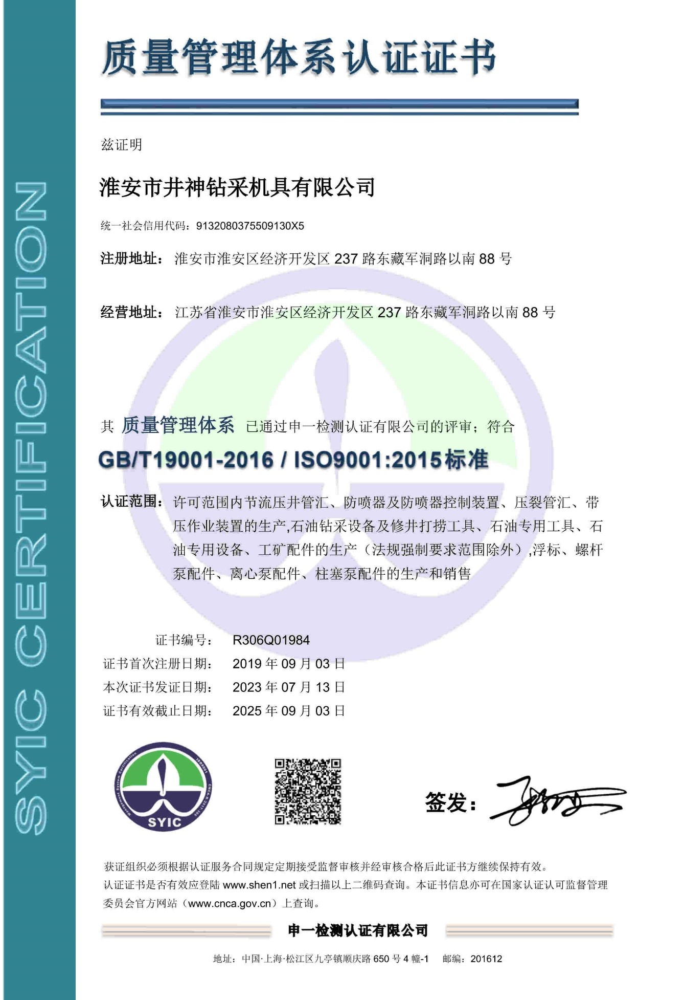 质量管理体系认证证书
兹证明
淮安市井神钻采机具有限公司
统一社会信用代码：9132080375509130X5
注册地址： 淮安市淮安区经济开发区 237 路东藏军洞路以南 88 号
经营地址： 江苏省淮安市淮安区经济开发区 237 路东藏军洞路以南 88 号
其 质量管理体系 已通过申一检测认证有限公司的评审；符合
GB/T19001-2016 / ISO9001:2015标准
认证范围：许可范围内节流压井管汇、防喷器及防喷器控制装置、压裂管汇、带
压作业装置的生产,石油钻采设备及修井打捞工具、石油专用工具、石
油专用设备、工矿配件的生产（法规强制要求范围除外）,浮标、螺杆
泵配件、离心泵配件、柱塞泵配件的生产和销售
证书编号： R306Q01984
证书首次注册日期： 2019 年 09 月 03 日
本次证书发证日期： 2023 年 07 月 13 日
证书有效截止日期： 2025 年 09 月 03 日
Management System Certification
ISO9001
CNCA-R-2017-306
SYIC
签发：
获证组织必须根据认证服务合同规定定期接受监督审核并经审核合格后此证书方继续保持有效。
认证证书是否有效应登陆 www.shen1.net 或扫描以上二维码查询。本证书信息亦可在国家认证认可监督管理
委员会官方网站（www.cnca.gov.cn）上查询。
申一检测认证有限公司
地址：中国·上海·松江区九亭镇顺庆路 650 号 4 幢-1 邮编：201612
SYIC CERTIFICATION